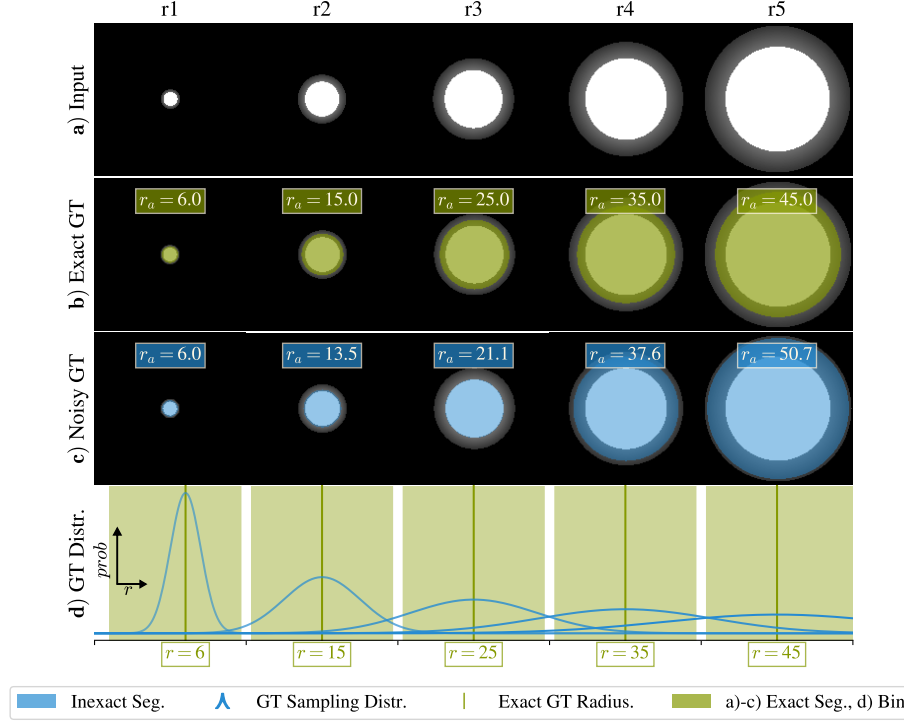 r1 r2 r3 r4 r5
a) Input
r_a = 6.0 r_a = 15.0 r_a = 25.0 r_a = 35.0 r_a = 45.0
b) Exact GT
r_a = 6.0 r_a = 13.5 r_a = 21.1 r_a = 37.6 r_a = 50.7
c) Noisy GT
d) GT Distr.
prob
r
r = 6 r = 15 r = 25 r = 35 r = 45
Inexact Seg. GT Sampling Distr. Exact GT Radius. a)-c) Exact Seg., d) Bin